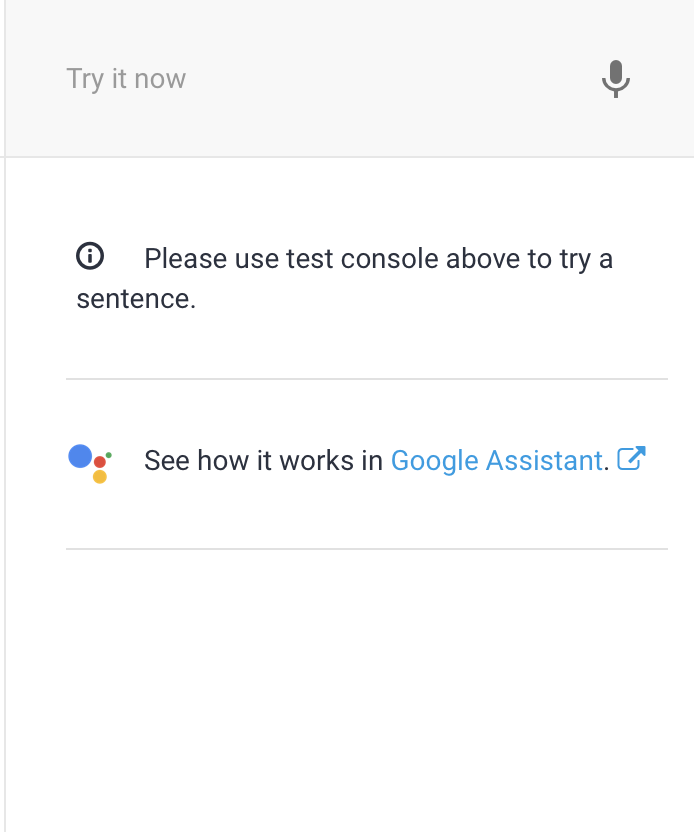 Try it now
Please use test console above to try a
sentence.
See how it works in Google Assistant.